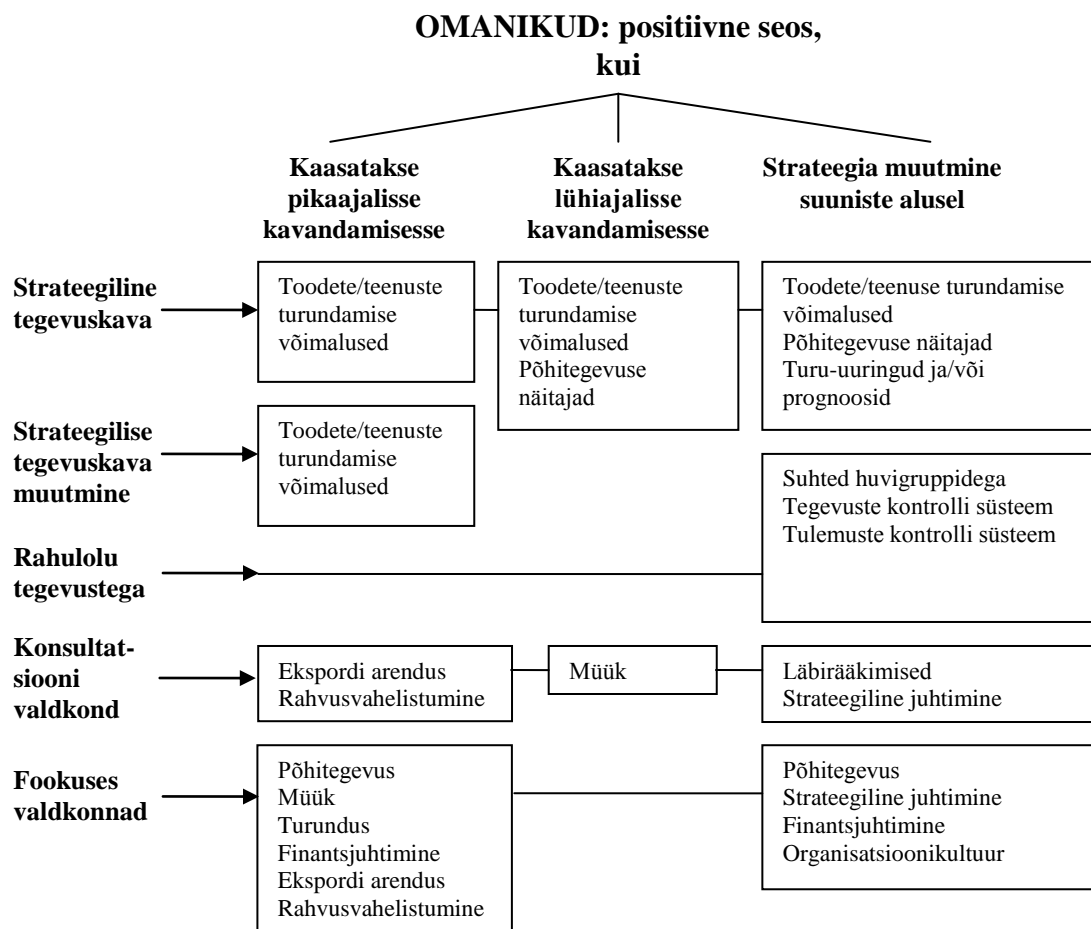 OMANIKUD: positiivne seos,
kui
Kaasatakse
pikaajalisse
kavandamisesse
Kaasatakse
lühiajalisse
kavandamisesse
Strateegia muutmine
suuniste alusel
Strateegiline
tegevuskava
Toodete/teenuste
turundamise
võimalused
Toodete/teenuste
turundamise
võimalused
Põhitegevuse
näitajad
Toodete/teenuse turundamise
võimalused
Põhitegevuse näitajad
Turu-uuringud ja/või
prognoosid
Strateegilise
tegevuskava
muutmine
Toodete/teenuste
turundamise
võimalused
Suhted huvigruppidega
Tegevuste kontrolli süsteem
Tulemuste kontrolli süsteem
Rahulolu
tegevustega
Konsultat-
siooni
valdkond
Ekspordi arendus
Rahvusvahelistumine
Müük
Läbirääkimised
Strateegiline juhtimine
Fookuses
valdkonnad
Põhitegevus
Müük
Turundus
Finantsjuhtimine
Ekspordi arendus
Rahvusvahelistumine
Põhitegevus
Strateegiline juhtimine
Finantsjuhtimine
Organisatsioonikultuur